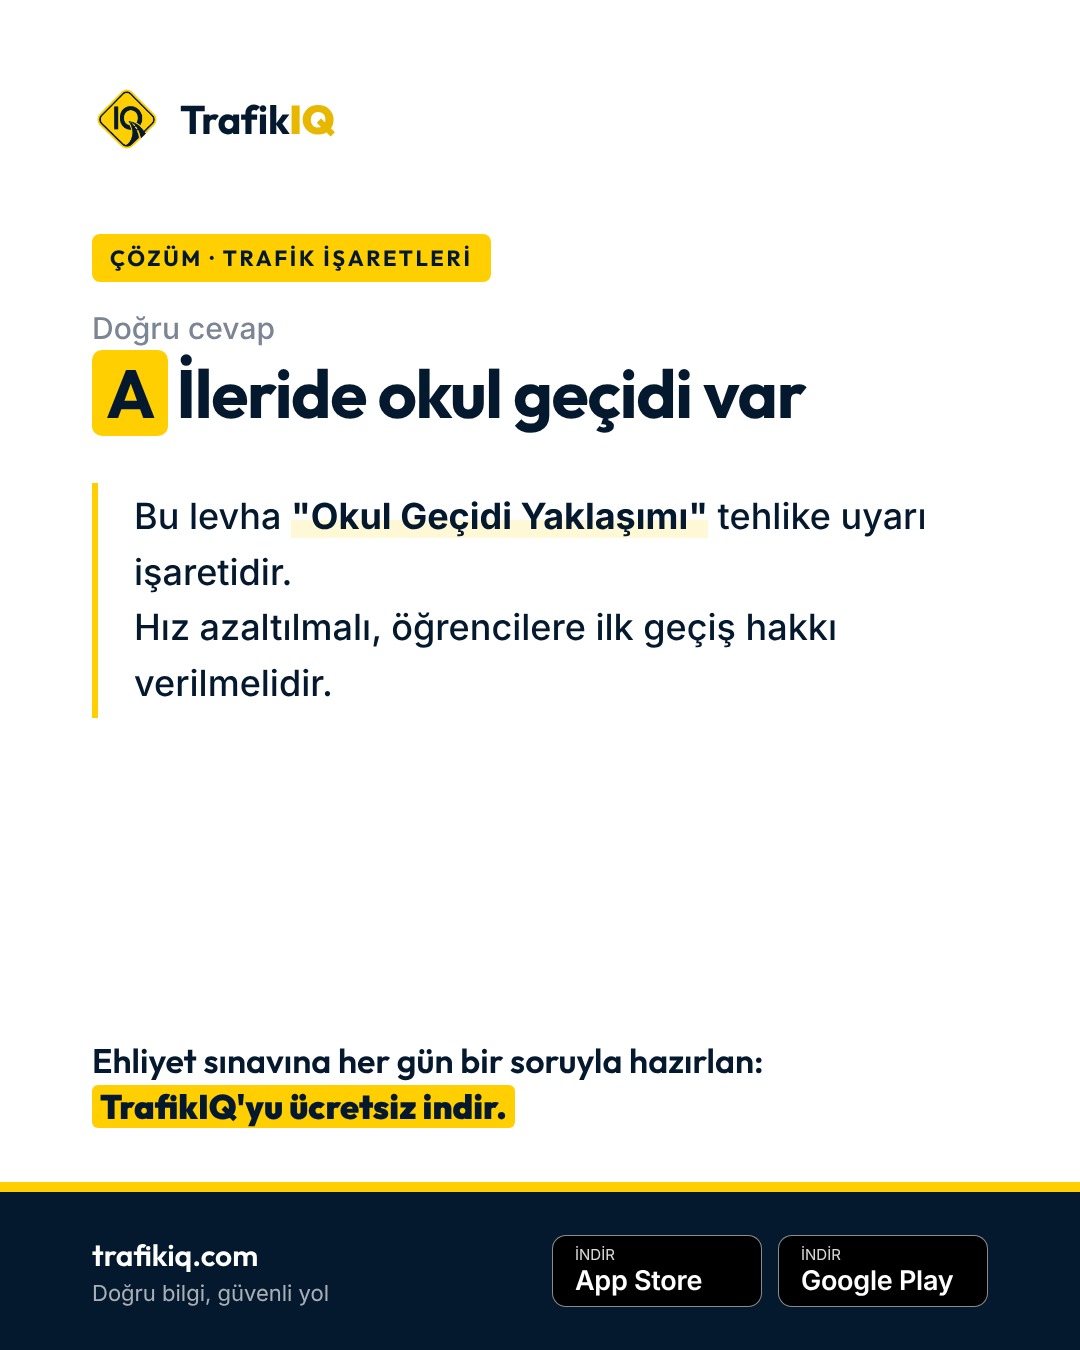 IQ
TrafikIQ
ÇÖZÜM · TRAFİK İŞARETLERİ
Doğru cevap
A İleride okul geçidi var
Bu levha "Okul Geçidi Yaklaşımı" tehlike uyarı
işaretidir.
Hız azaltılmalı, öğrencilere ilk geçiş hakkı
verilmelidir.
Ehliyet sınavına her gün bir soruyla hazırlan:
TrafikIQ'yu ücretsiz indir.
trafikiq.com
Doğru bilgi, güvenli yol
İNDİR
App Store
İNDİR
Google Play